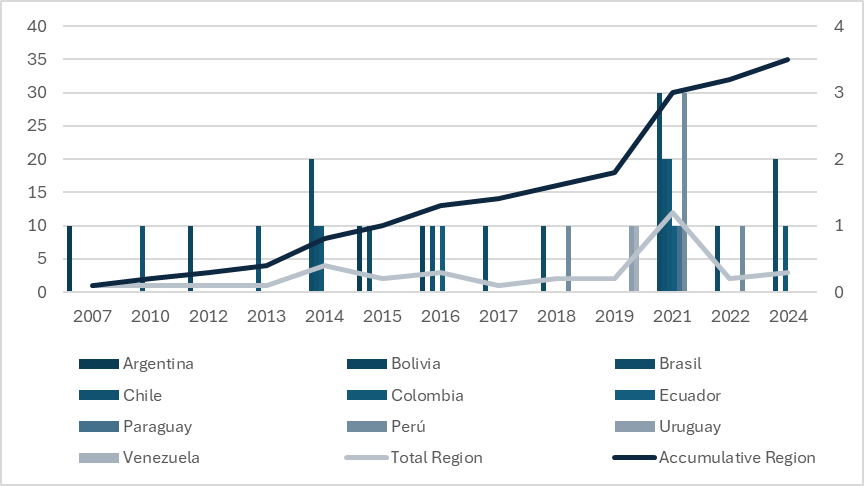 40 4
35
30 3
25
20 2
15
10 1
5
0 0
2007 2010 2012 2013 2014 2015 2016 2017 2018 2019 2021 2022 2024
Argentina Bolivia Brasil
Chile Colombia Ecuador
Paraguay Perú Uruguay
Venezuela Total Region Accumulative Region